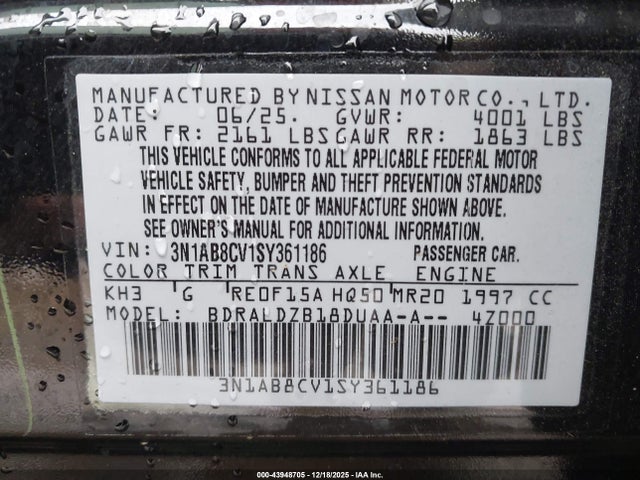 MANUFACTURED BY NISSAN MOTOR CO., LTD.
DATE: 06/25. GVWR: 4001 LBS
GAWR FR: 2161 LBS GAWR RR: 1863 LBS
THIS VEHICLE CONFORMS TO ALL APPLICABLE FEDERAL MOTOR
VEHICLE SAFETY, BUMPER AND THEFT PREVENTION STANDARDS
IN EFFECT ON THE DATE OF MANUFACTURE SHOWN ABOVE.
SEE OWNER'S MANUAL FOR ADDITIONAL INFORMATION.
VIN: 3N1AB8CV1SY361186 PASSENGER CAR.
COLOR TRIM TRANS AXLE ENGINE
KH3 G RE0F15A HQ50 MR20 1997 CC
MODEL: BDRALDZB18DUAA-A-- 4Z000
3N1AB8CV1SY361186
000-43948705 - 12/18/2025 - IAA Inc.